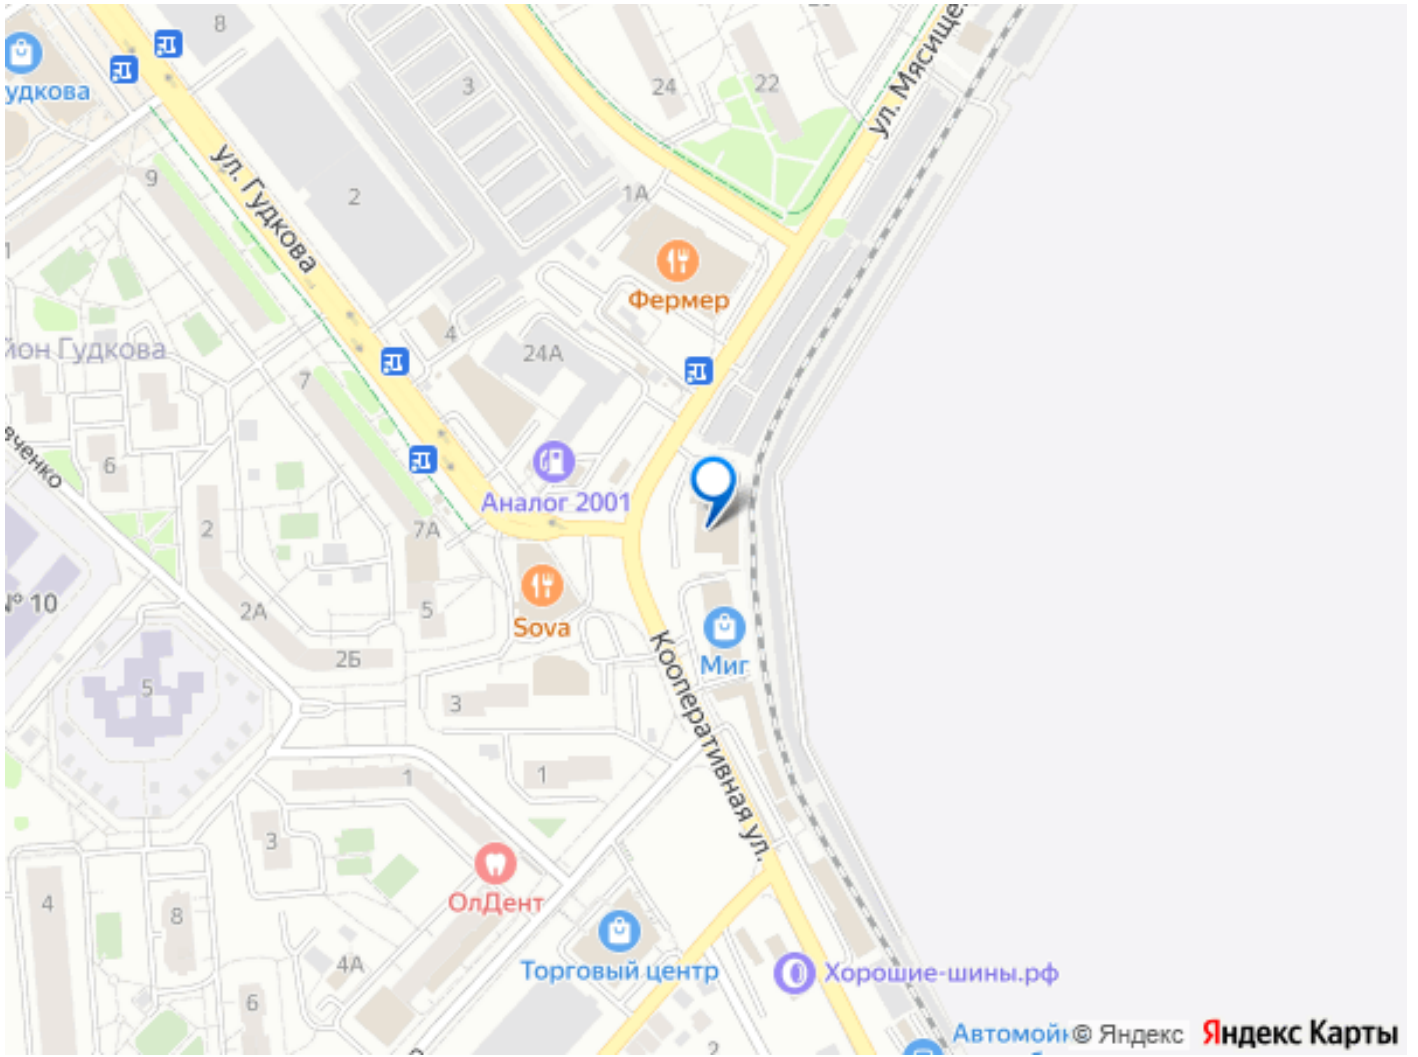 8
удкова
24
22
3
ул. Мясище
9
2
ул. Гудкова
1А
Фермер
4
йон Гудкова
24А
7
вченко
6
Аналог 2001
2
7А
№ 10
2А
5
Sova
2Б
Миг
5
3
Кооперативная ул.
1
1
3
ОлДент
4
8
4А
Торговый центр
Хорошие-шины.рф
6
2
Автомойк
© Яндекс
Яндекс Карты